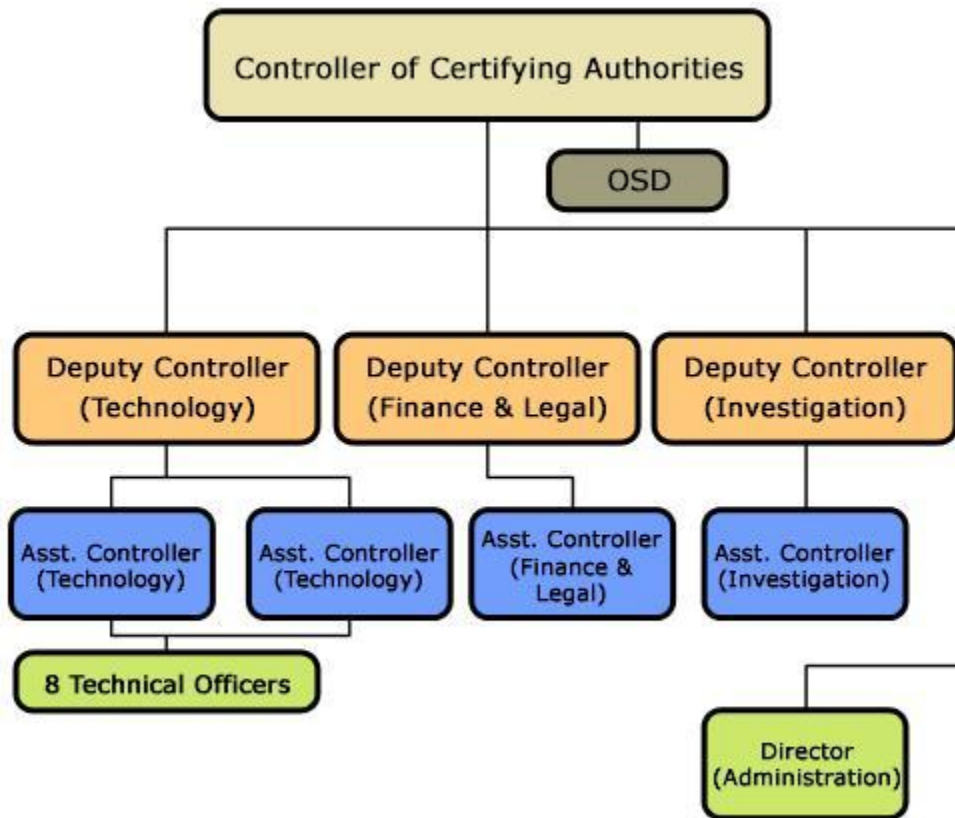 Controller of Certifying Authorities
OSD
Deputy Controller
(Technology)
Deputy Controller
(Finance & Legal)
Deputy Controller
(Investigation)
Asst. Controller
(Technology)
Asst. Controller
(Technology)
Asst. Controller
(Finance &
Legal)
Asst. Controller
(Investigation)
8 Technical Officers
Director
(Administration)